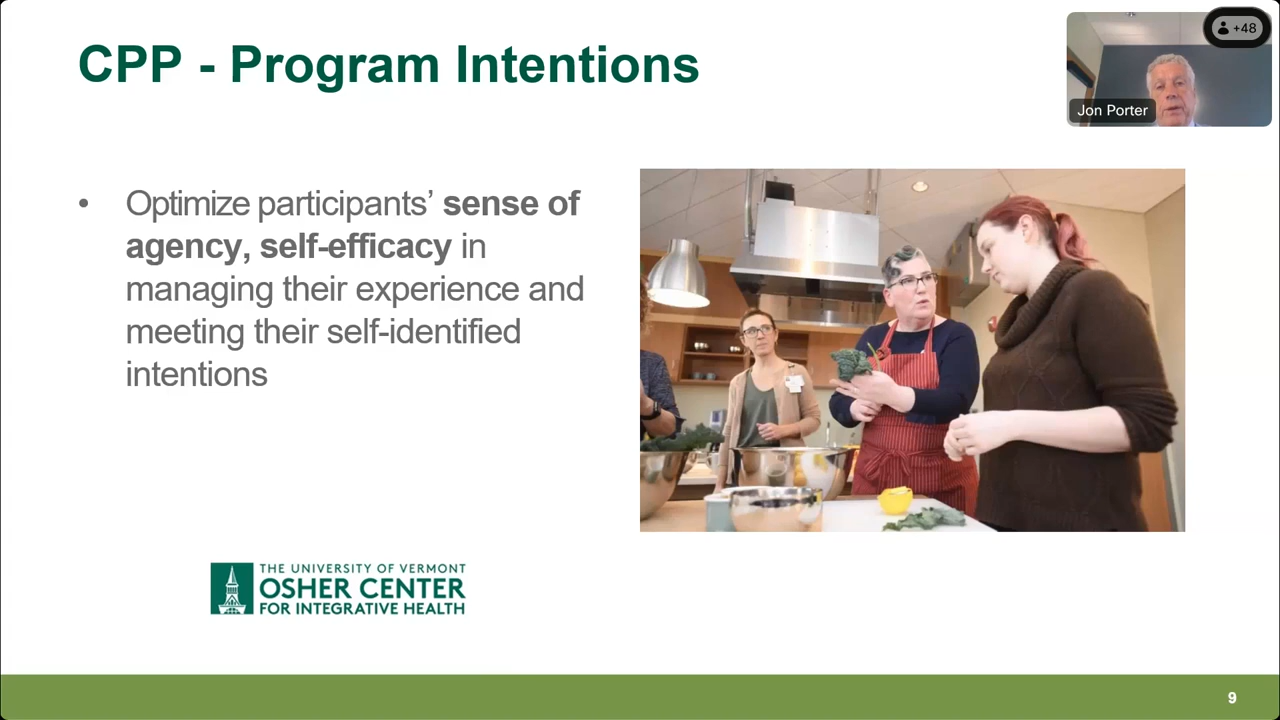 CPP - Program Intentions
+48
Jon Porter
• Optimize participants’ sense of
agency, self-efficacy in
managing their experience and
meeting their self-identified
intentions
THE UNIVERSITY OF VERMONT
OSHER CENTER
FOR INTEGRATIVE HEALTH
9